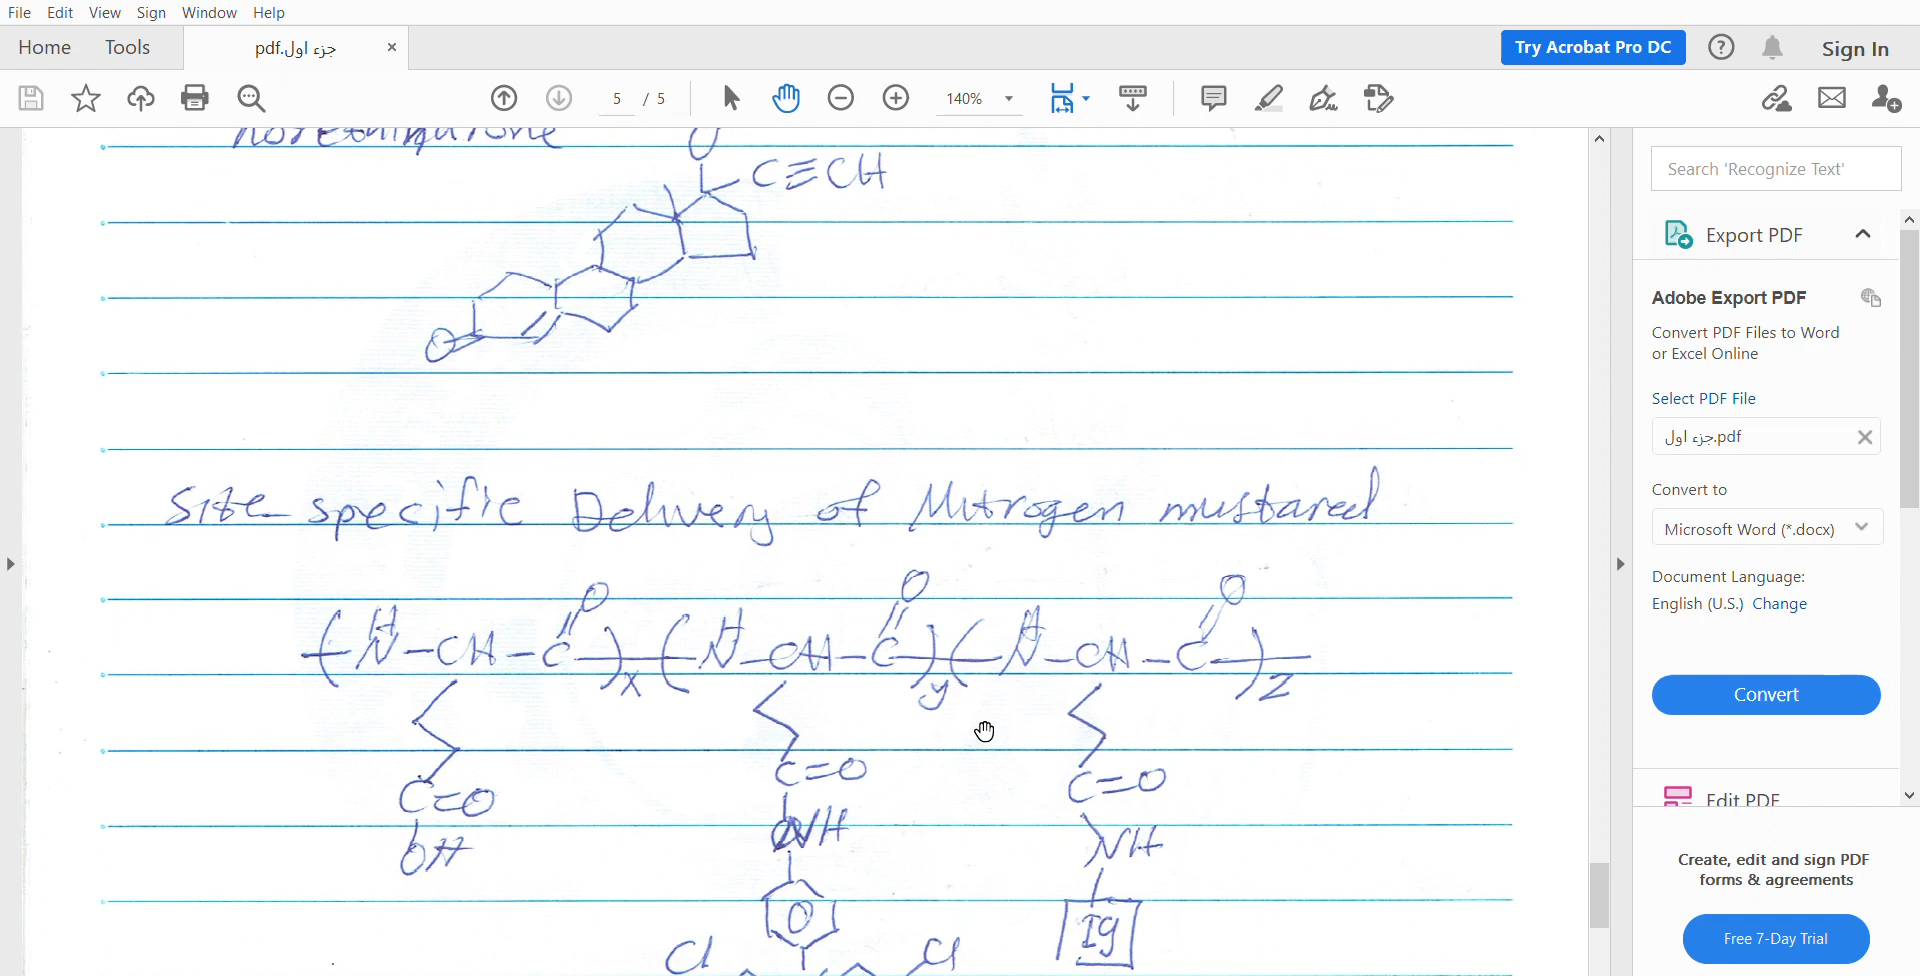 File Edit View Sign Window Help
Home Tools جزء اول.pdf × Try Acrobat Pro DC ? Sign In
5 / 5 140%
C≡CH
O
Site specific Delivery of Nitrogen mustared
O O O
( H N - CH - C ) x ( H N - CH - C ) y ( H N - CH - C ) z
C=O C=O C=O
OH NH NH
Ig
Cl Cl
Search 'Recognize Text'
Export PDF
Adobe Export PDF
Convert PDF Files to Word
or Excel Online
Select PDF File
جزء اول.pdf
Convert to
Microsoft Word (*.docx)
Document Language:
English (U.S.) Change
Convert
Edit PDF
Create, edit and sign PDF
forms & agreements
Free 7-Day Trial